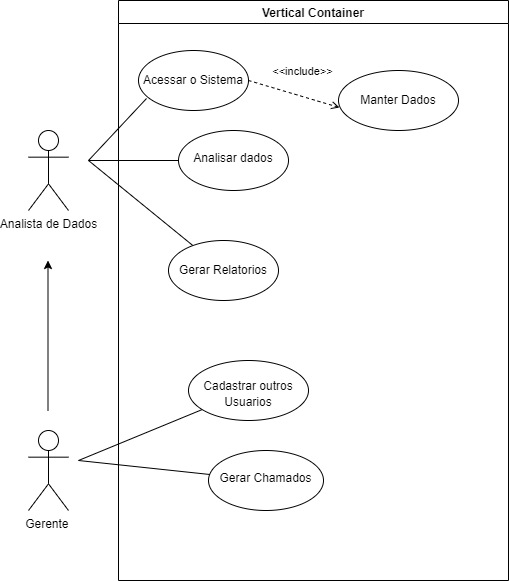 Vertical Container
Acessar o Sistema
<<include>>
Manter Dados
Analisar dados
Analista de Dados
Gerar Relatorios
Cadastrar outros
Usuarios
Gerar Chamados
Gerente